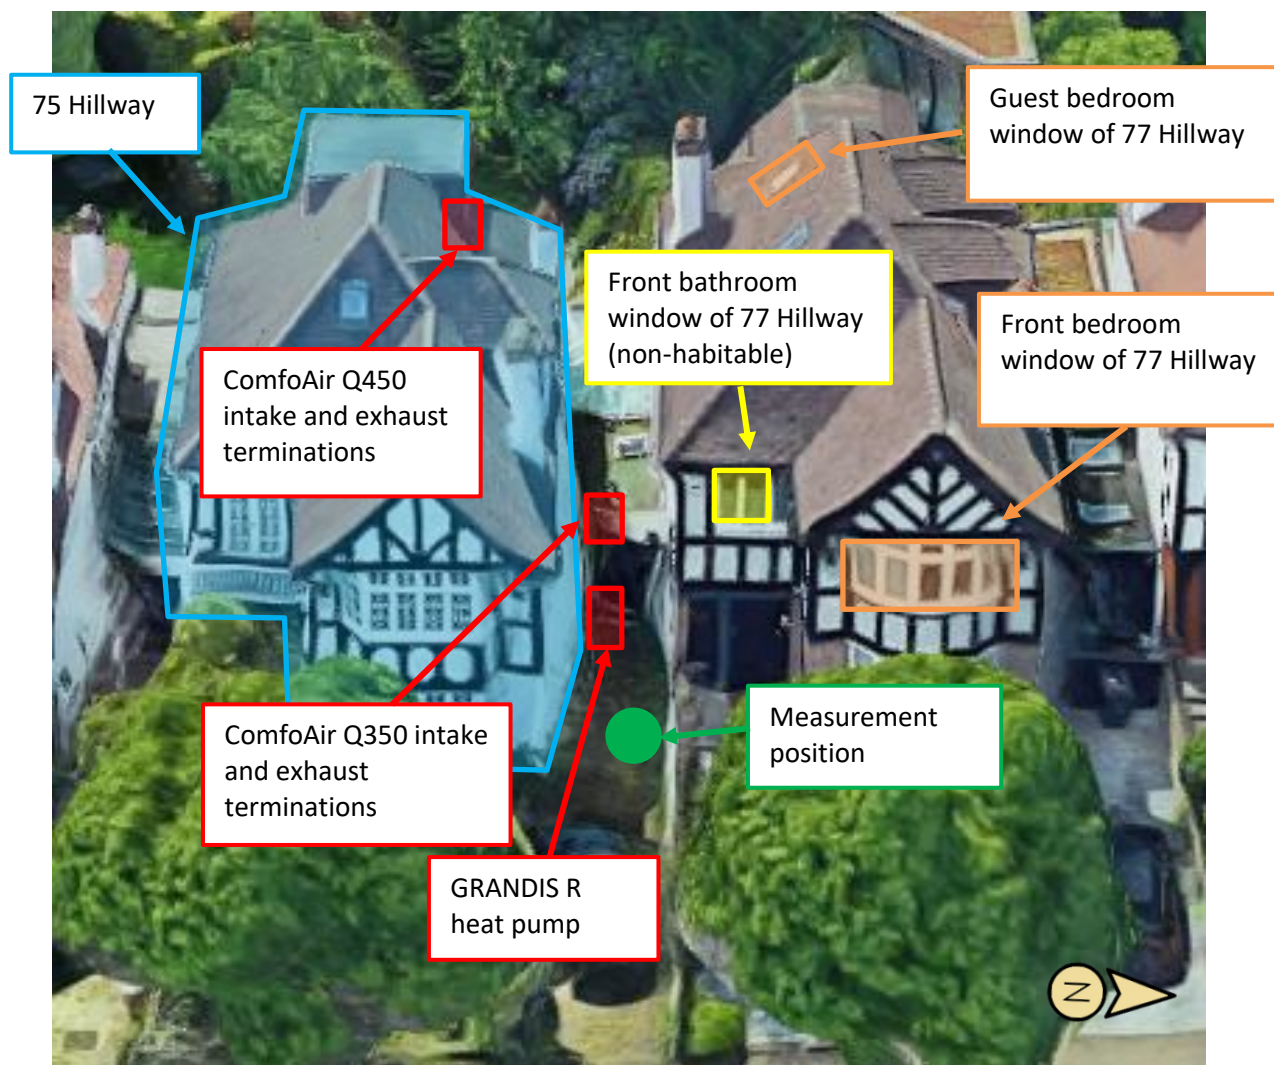 75 Hillway
Guest bedroom
window of 77 Hillway
Front bathroom
window of 77 Hillway
(non-habitable)
Front bedroom
window of 77 Hillway
ComfoAir Q450
intake and exhaust
terminations
Measurement
position
ComfoAir Q350 intake
and exhaust
terminations
GRANDIS R
heat pump
N